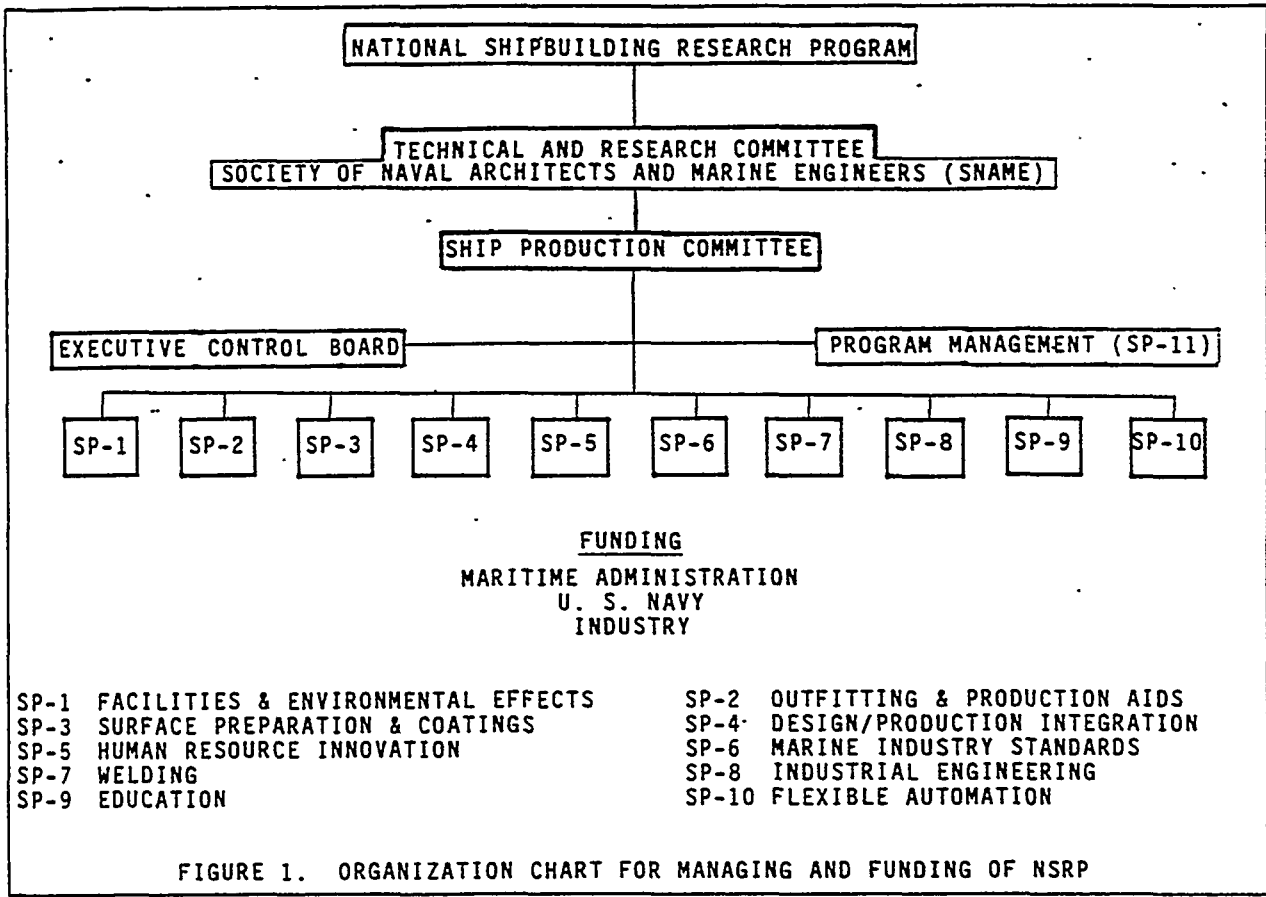 NATIONAL SHIPBUILDING RESEARCH PROGRAM
TECHNICAL AND RESEARCH COMMITTEE
SOCIETY OF NAVAL ARCHITECTS AND MARINE ENGINEERS (SNAME)
SHIP PRODUCTION COMMITTEE
EXECUTIVE CONTROL BOARD
PROGRAM MANAGEMENT (SP-11)
SP-1 SP-2 SP-3 SP-4 SP-5 SP-6 SP-7 SP-8 SP-9 SP-10
FUNDING
MARITIME ADMINISTRATION
U. S. NAVY
INDUSTRY
SP-1 FACILITIES & ENVIRONMENTAL EFFECTS
SP-2 OUTFITTING & PRODUCTION AIDS
SP-3 SURFACE PREPARATION & COATINGS
SP-4 DESIGN/PRODUCTION INTEGRATION
SP-5 HUMAN RESOURCE INNOVATION
SP-6 MARINE INDUSTRY STANDARDS
SP-7 WELDING
SP-8 INDUSTRIAL ENGINEERING
SP-9 EDUCATION
SP-10 FLEXIBLE AUTOMATION
FIGURE 1. ORGANIZATION CHART FOR MANAGING AND FUNDING OF NSRP